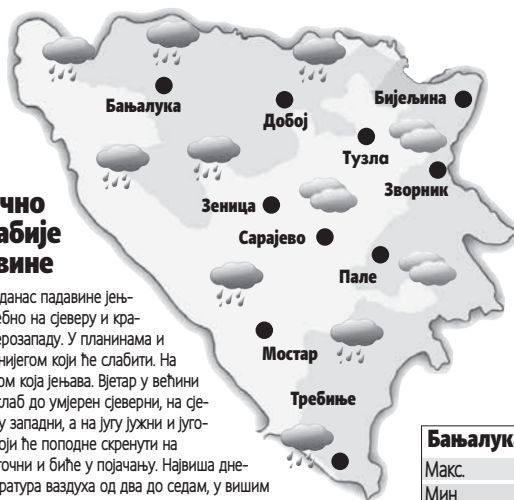 Бањалука
Добој
Бијељина
Тузла
Зворник
Зеница
Сарајево
Пале
Мостар
Требиње
чно
абије
вине
данас падавине јењ-
ебно на сјеверу и кра-
ерозападу. У планинама и
нијегом који ће слабити. На
ом која јењава. Вјетар у већини
лаб до умјерен сјеверни, на сје-
у западни, а на југу јужни и југо-
оји ће поподне скренути на
точни и биће у појачању. Највиша дне-
ратура ваздуха од два до седам, у вишим
Бањалук
Макс.
Мин